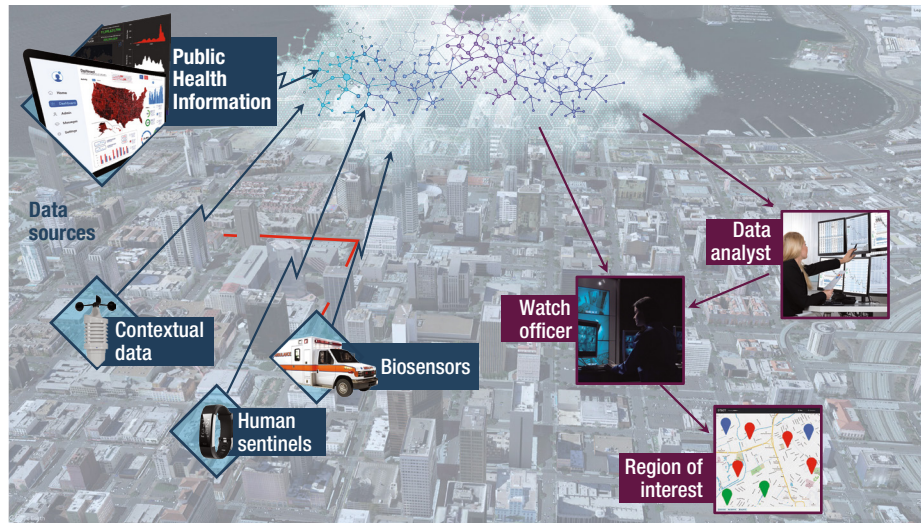 Public
Health
Information
Data
sources
Contextual
data
Human
sentinels
Biosensors
Data
analyst
Watch
officer
Region of
interest